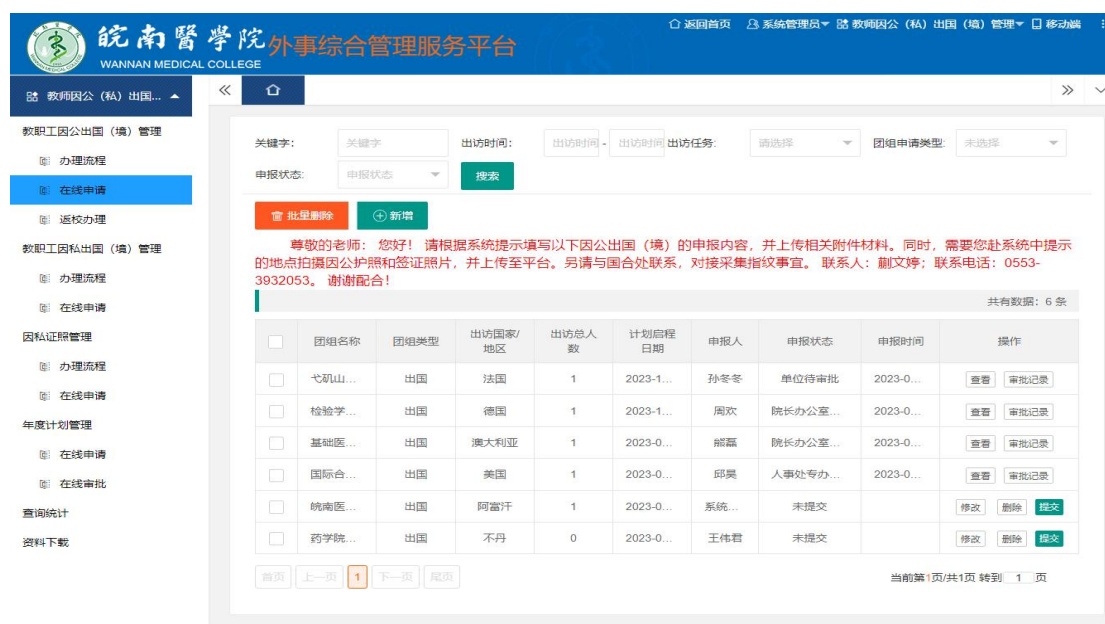 返回首页 系统管理员 教师因公（私）出国（境）管理 移动端
皖南醫學院 外事综合管理服务平台
WANNAN MEDICAL COLLEGE
教师因公（私）出国...
教职工因公出国（境）管理
办理流程
在线申请
返校办理
教职工因私出国（境）管理
办理流程
在线申请
因私证照管理
办理流程
在线申请
年度计划管理
在线申请
在线审批
查询统计
资料下载
关键字： 关键字 出访时间： 出访时间 - 出访时间 出访任务： 请选择 团组申请类型： 未选择
申报状态： 申报状态 搜索
批量删除 新增
尊敬的老师： 您好！ 请根据系统提示填写以下因公出国（境）的申报内容，并上传相关附件材料。同时，需要您赴系统中提示
的地点拍摄因公护照和签证照片，并上传至平台。另请与国合处联系，对接采集指纹事宜。 联系人：蒯文婷；联系电话：0553-
3932053。 谢谢配合！
共有数据：6 条
团组名称 团组类型 出访国家/地区 出访总人数 计划启程日期 申报人 申报状态 申报时间 操作
弋矶山... 出国 法国 1 2023-1... 孙冬冬 单位待审批 2023-0... 查看 审批记录
检验学... 出国 德国 1 2023-1... 周欢 院长办公室... 2023-0... 查看 审批记录
基础医... 出国 澳大利亚 1 2023-0... 熊磊 院长办公室... 2023-0... 查看 审批记录
国际合... 出国 美国 1 2023-0... 邱昊 人事处专办... 2023-0... 查看 审批记录
皖南医... 出国 阿富汗 1 2023-0... 系统... 未提交 修改 删除 提交
药学院... 出国 不丹 0 2023-0... 王伟君 未提交 修改 删除 提交
首页 上一页 1 下一页 尾页 当前第1页/共1页 转到 1 页